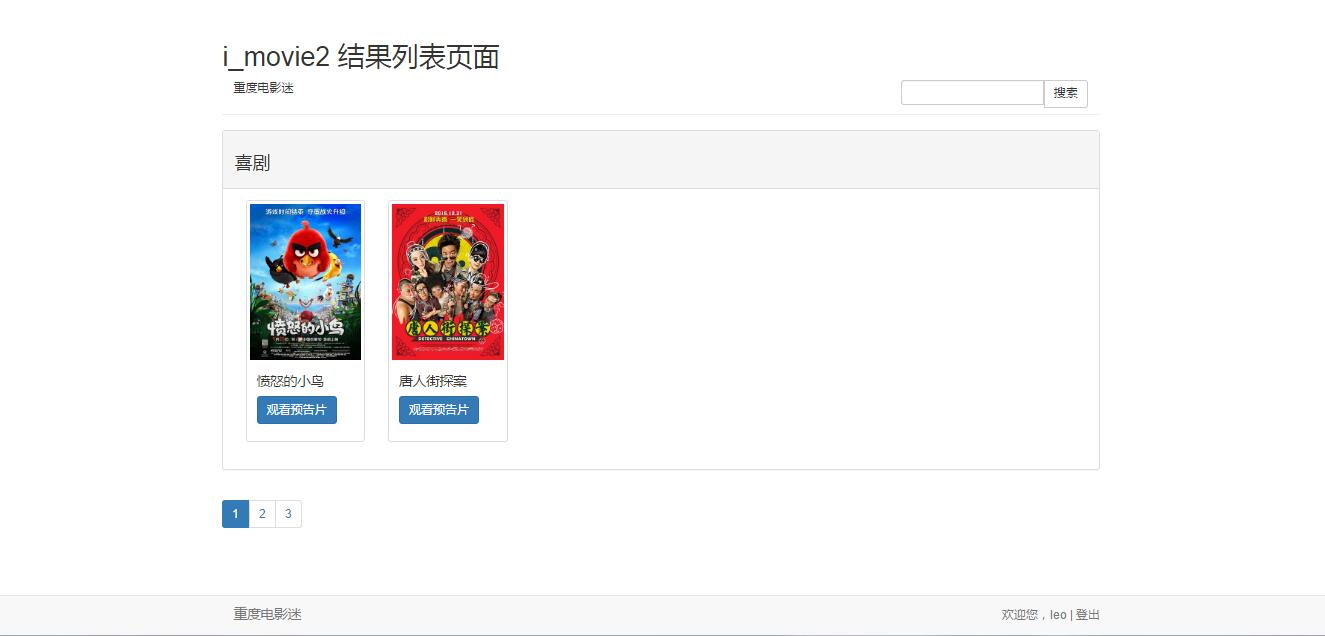 i_movie2 结果列表页面
重度电影迷
搜索
喜剧
愤怒的小鸟
2015.12.31
唐人街探案
DETECTIVE CHINATOWN
愤怒的小鸟
唐人街探案
观看预告片
观看预告片
1 2 3
重度电影迷
欢迎您，leo | 登出